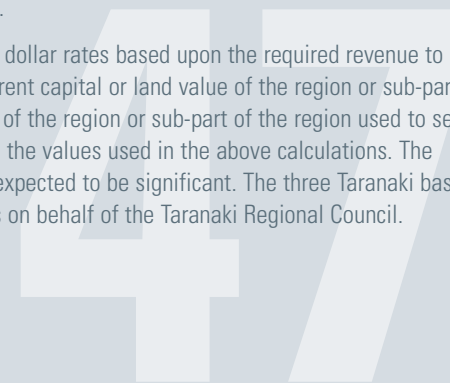 .
dollar rates based upon the required revenue to
rent capital or land value of the region or sub-par
of the region or sub-part of the region used to se
the values used in the above calculations. The
expected to be significant. The three Taranaki bas
s on behalf of the Taranaki Regional Council.
47